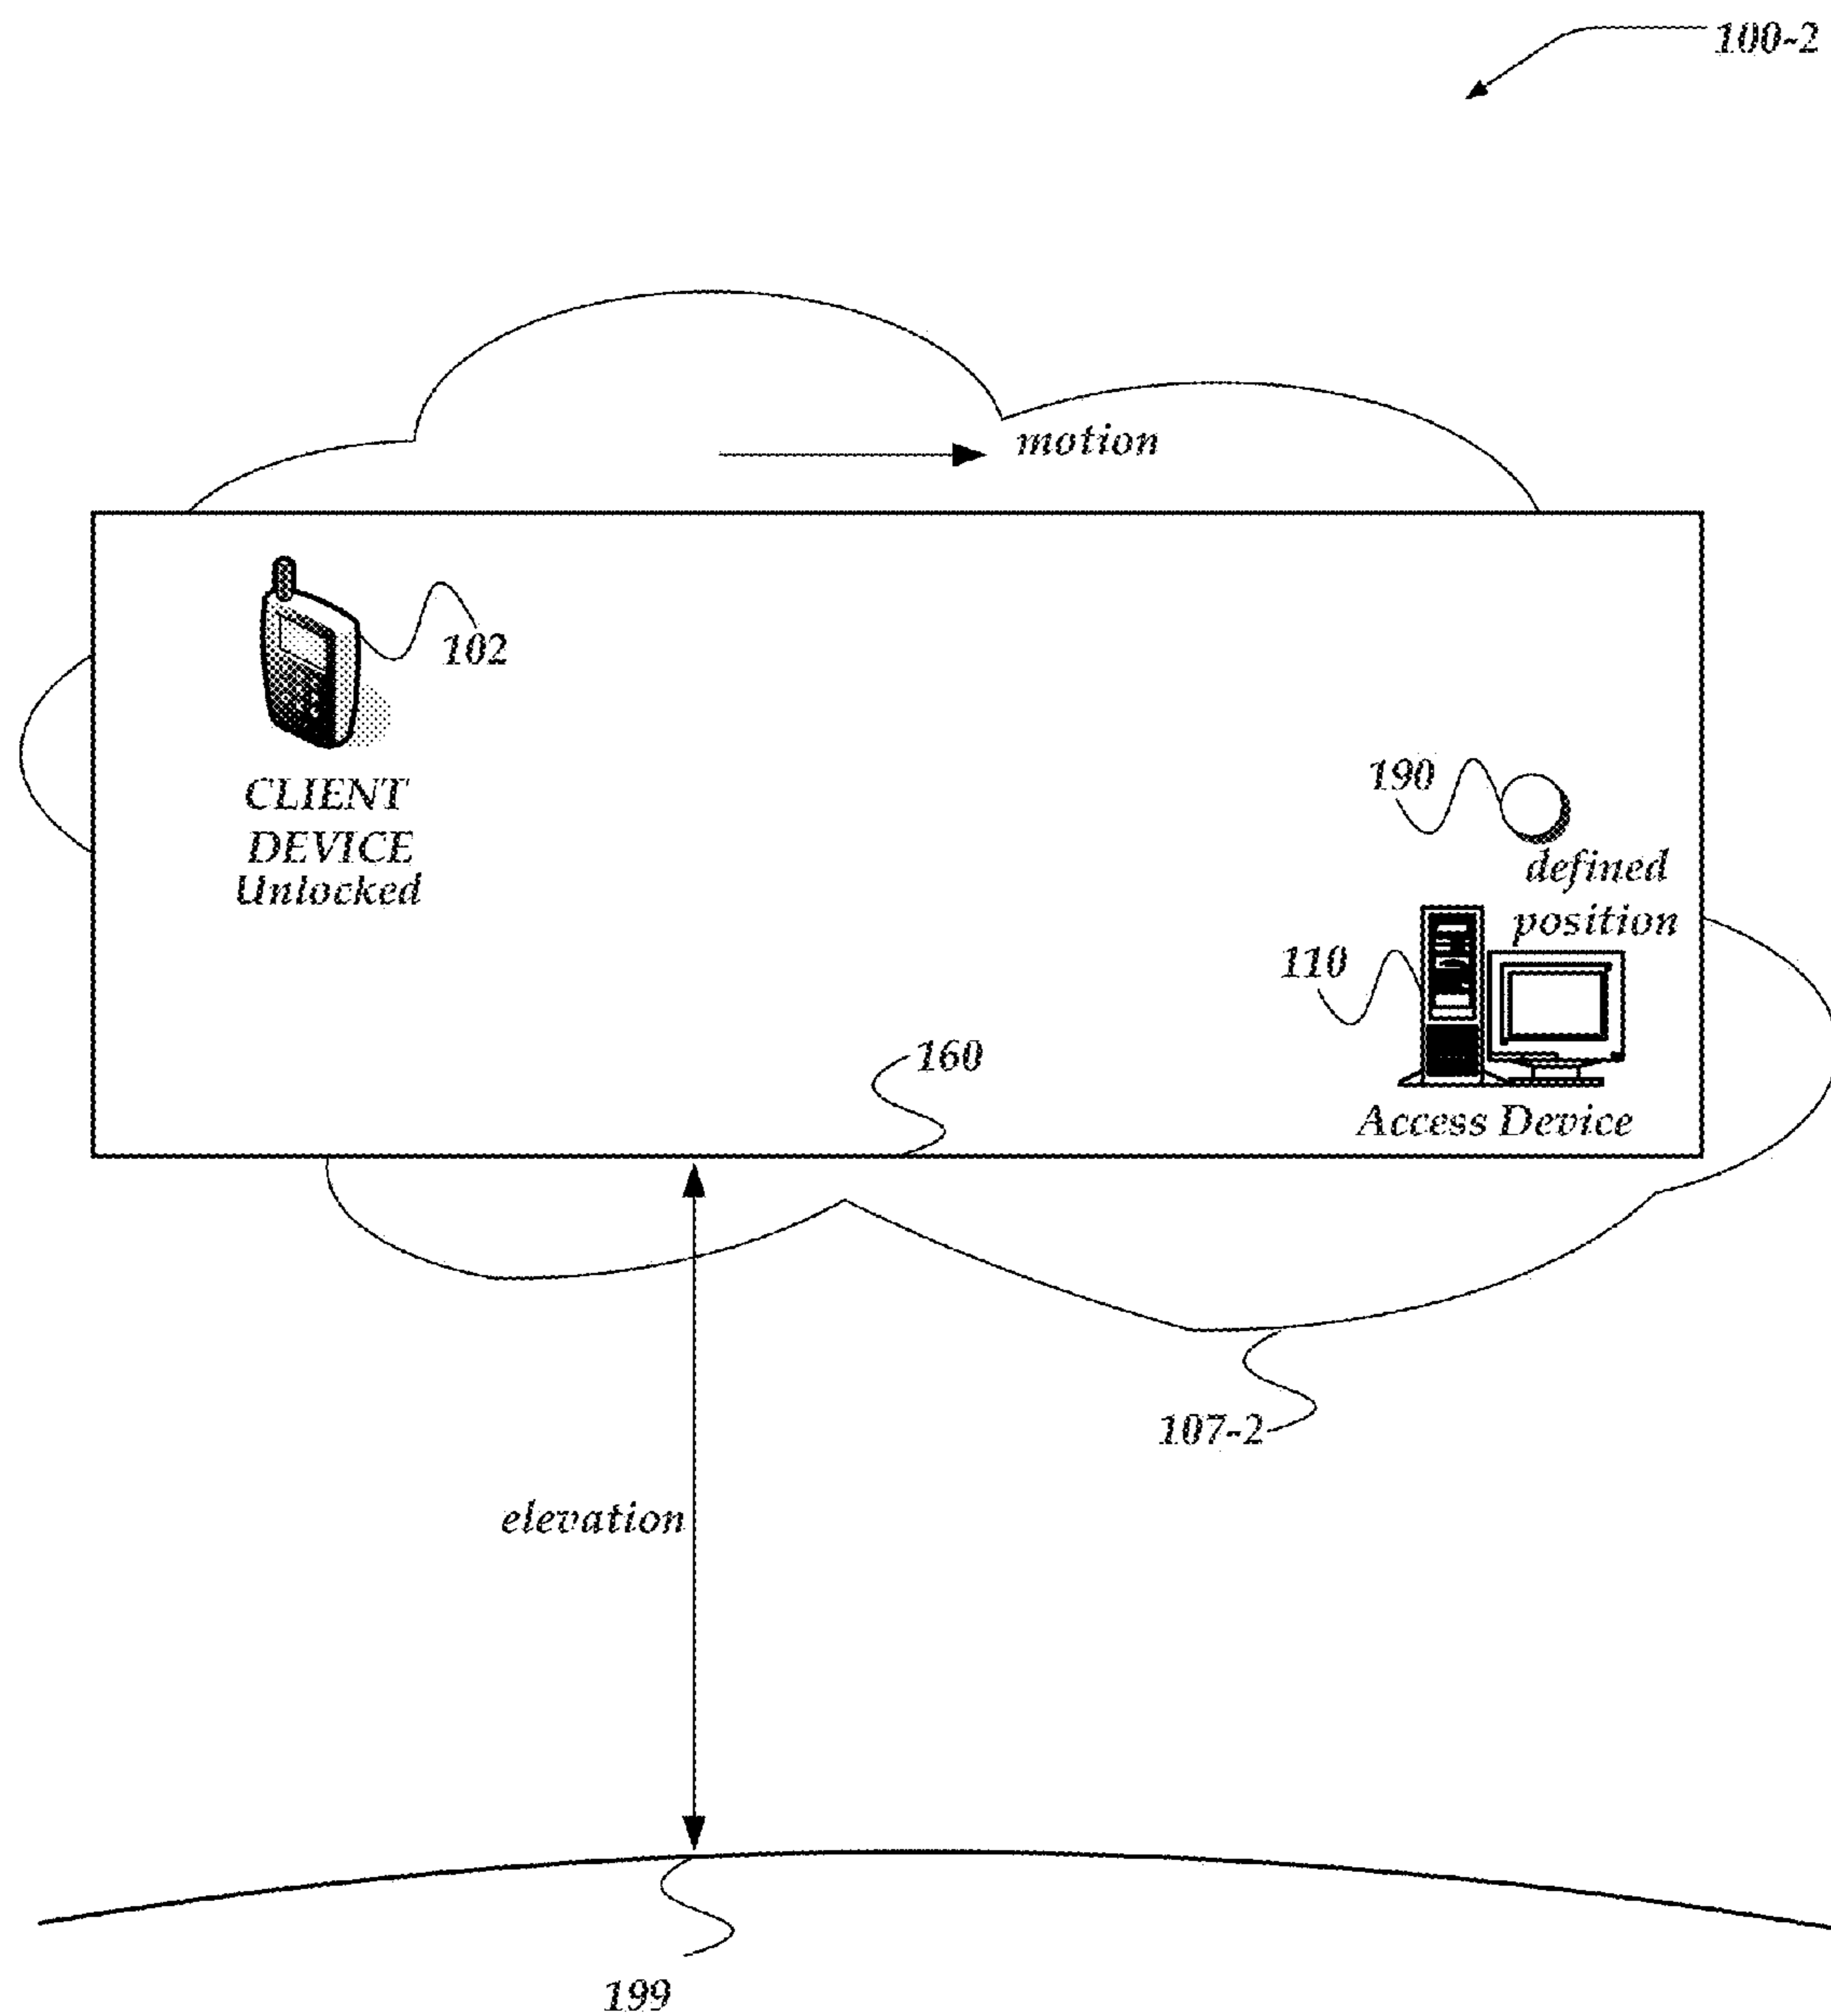 100-2
motion
102
CLIENT
DEVICE
Unlocked
190
defined
position
110
160
Access Device
107-2
elevation
199